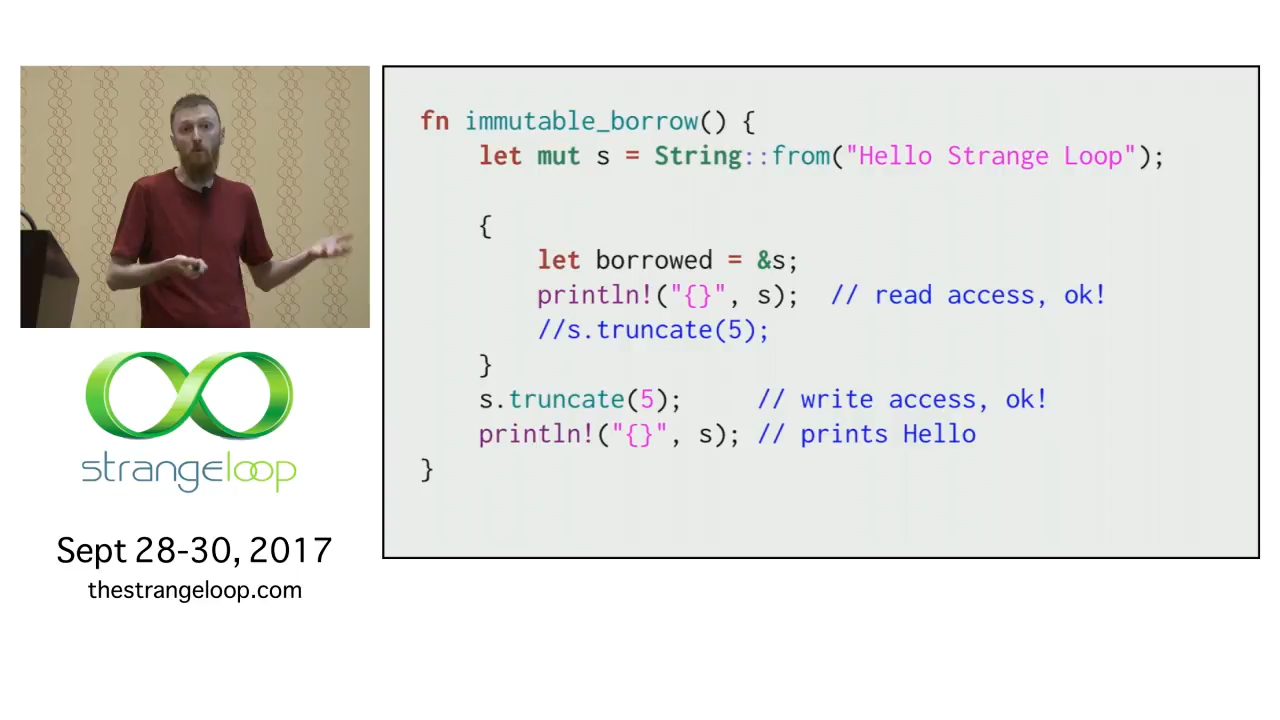 fn immutable_borrow() {
let mut s = String::from("Hello Strange Loop");
{
let borrowed = &s;
println!("{}", s); // read access, ok!
//s.truncate(5);
}
s.truncate(5); // write access, ok!
println!("{}", s); // prints Hello
}
strangeloop
Sept 28-30, 2017
thestrangeloop.com